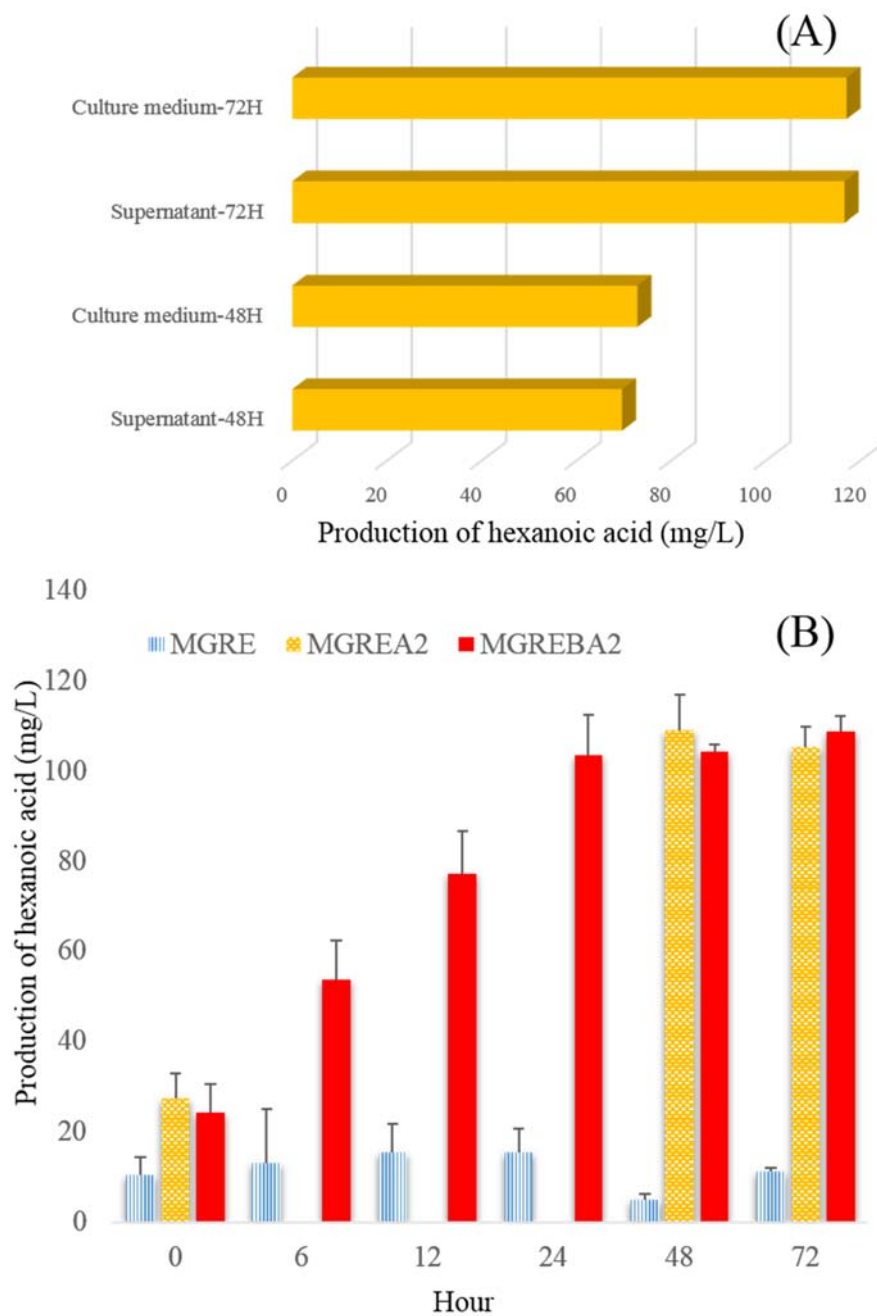 (A)
Culture medium-72H
Supernatant-72H
Culture medium-48H
Supernatant-48H
0 20 40 60 80 100 120
Production of hexanoic acid (mg/L)
(B)
MGRE MGREA2 MGREBA2
Production of hexanoic acid (mg/L)
140
120
100
80
60
40
20
0
0 6 12 24 48 72
Hour